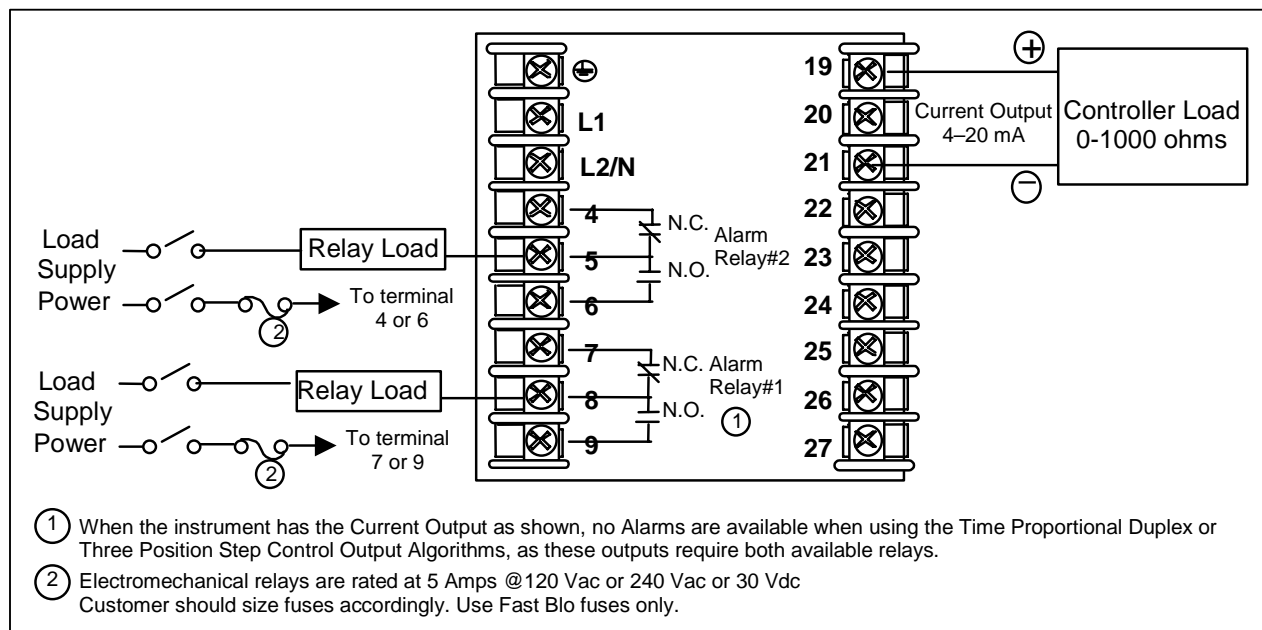 L1
L2/N
4
5
6
7
8
9
N.C.
N.O.
Alarm
Relay#2
N.C.
N.O.
Alarm
Relay#1
1
19
20
21
22
23
24
25
26
27
+
Current Output
4–20 mA
−
Controller Load
0-1000 ohms
Load
Supply
Power
Relay Load
2
To terminal
4 or 6
Load
Supply
Power
Relay Load
2
To terminal
7 or 9
1 When the instrument has the Current Output as shown, no Alarms are available when using the Time Proportional Duplex or
Three Position Step Control Output Algorithms, as these outputs require both available relays.
2 Electromechanical relays are rated at 5 Amps @120 Vac or 240 Vac or 30 Vdc
Customer should size fuses accordingly. Use Fast Blo fuses only.